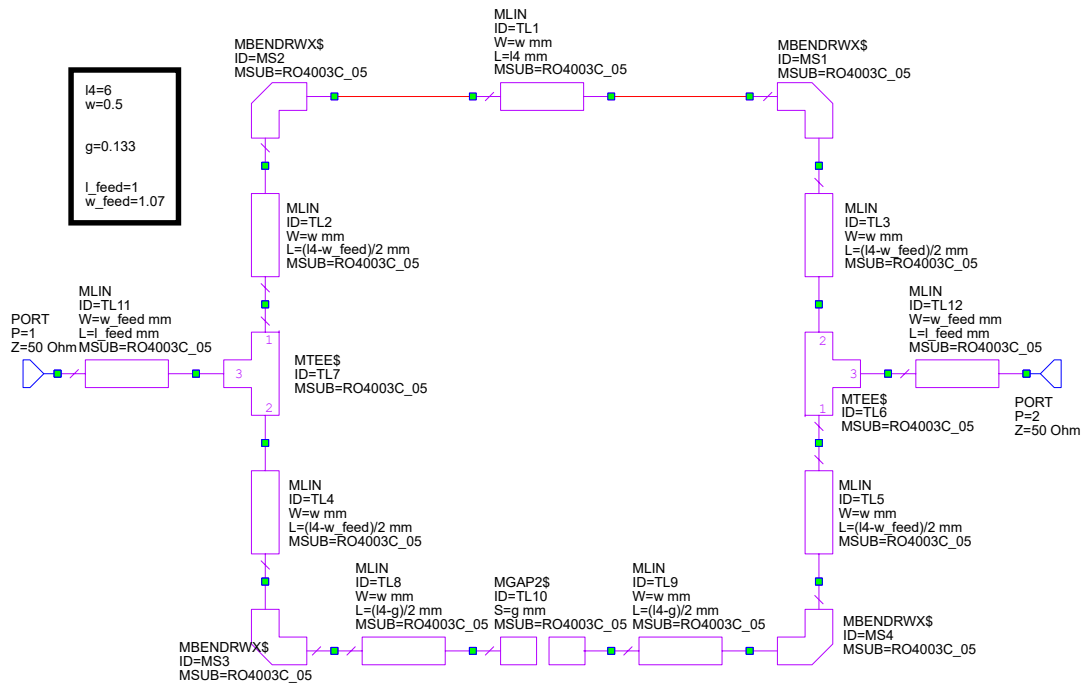 MLIN
ID=TL1
W=w mm
L=l4 mm
MSUB=RO4003C_05
MBENDRWX$
ID=MS2
MSUB=RO4003C_05
MBENDRWX$
ID=MS1
MSUB=RO4003C_05
l4=6
w=0.5
g=0.133
l_feed=1
w_feed=1.07
MLIN
ID=TL2
W=w mm
L=(l4-w_feed)/2 mm
MSUB=RO4003C_05
MLIN
ID=TL3
W=w mm
L=(l4-w_feed)/2 mm
MSUB=RO4003C_05
PORT
P=1
Z=50 Ohm
MLIN
ID=TL11
W=w_feed mm
L=l_feed mm
MSUB=RO4003C_05
1
3
2
MTEE$
ID=TL7
MSUB=RO4003C_05
2
3
1
MTEE$
ID=TL6
MSUB=RO4003C_05
MLIN
ID=TL12
W=w_feed mm
L=l_feed mm
MSUB=RO4003C_05
PORT
P=2
Z=50 Ohm
MLIN
ID=TL4
W=w mm
L=(l4-w_feed)/2 mm
MSUB=RO4003C_05
MLIN
ID=TL5
W=w mm
L=(l4-w_feed)/2 mm
MSUB=RO4003C_05
MLIN
ID=TL8
W=w mm
L=(l4-g)/2 mm
MSUB=RO4003C_05
MGAP2$
ID=TL10
S=g mm
MSUB=RO4003C_05
MLIN
ID=TL9
W=w mm
L=(l4-g)/2 mm
MSUB=RO4003C_05
MBENDRWX$
ID=MS3
MSUB=RO4003C_05
MBENDRWX$
ID=MS4
MSUB=RO4003C_05